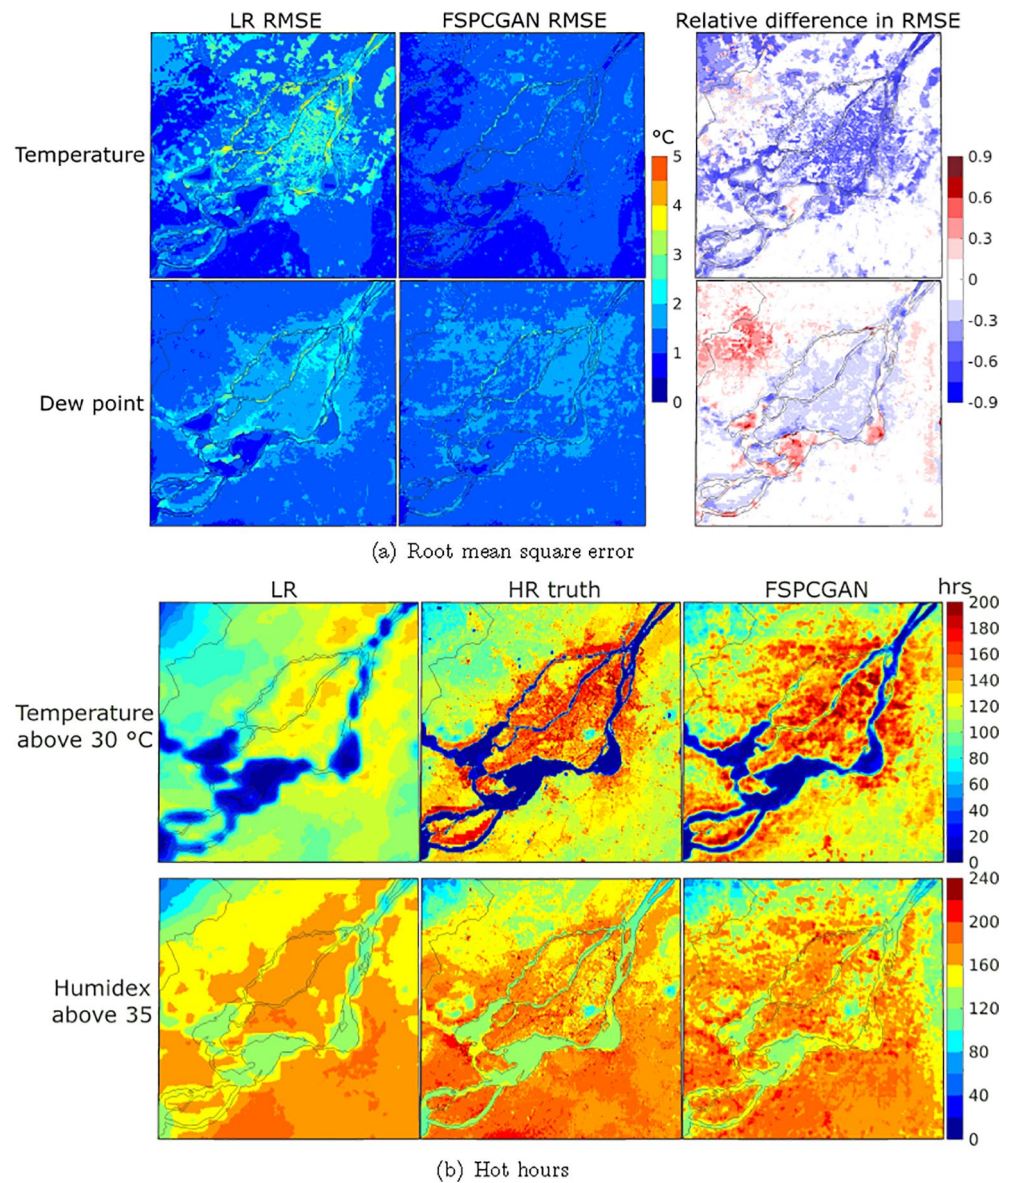 LR RMSE FSPCGAN RMSE Relative difference in RMSE
Temperature
°C
5
4
3
2
1
0
0.9
0.6
0.3
0
-0.3
-0.6
-0.9
Dew point
(a) Root mean square error
LR HR truth FSPCGAN hrs
Temperature
above 30 °C
200
180
160
140
120
100
80
60
40
20
0
Humidex
above 35
240
200
160
120
80
40
0
(b) Hot hours